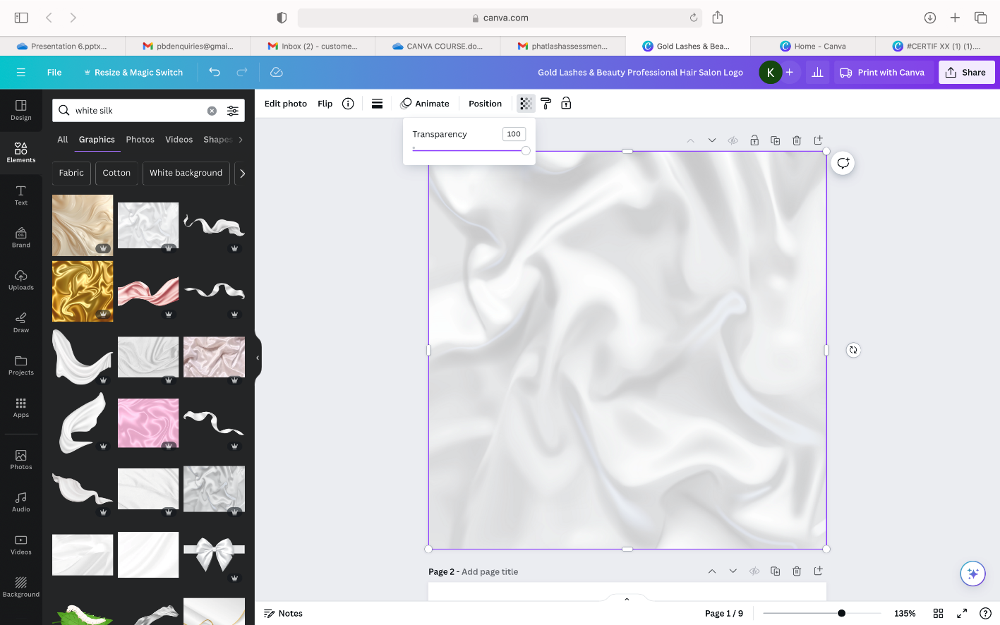 canva.com
Presentation 6.pptx...
pbdenquiries@gmai...
Inbox (2) - custome...
CANVA COURSE.do...
phatlashassessmen...
Gold Lashes & Bea...
Home - Canva
#CERTIF XX (1) (1)....
File
Resize & Magic Switch
Gold Lashes & Beauty Professional Hair Salon Logo
K
Print with Canva
Share
Design
Elements
Text
Brand
Uploads
Draw
Projects
Apps
Photos
Audio
Videos
Background
white silk
All Graphics Photos Videos Shapes
Fabric Cotton White background
Edit photo Flip Animate Position
Transparency 100
Page 2 - Add page title
Notes
Page 1 / 9
135%